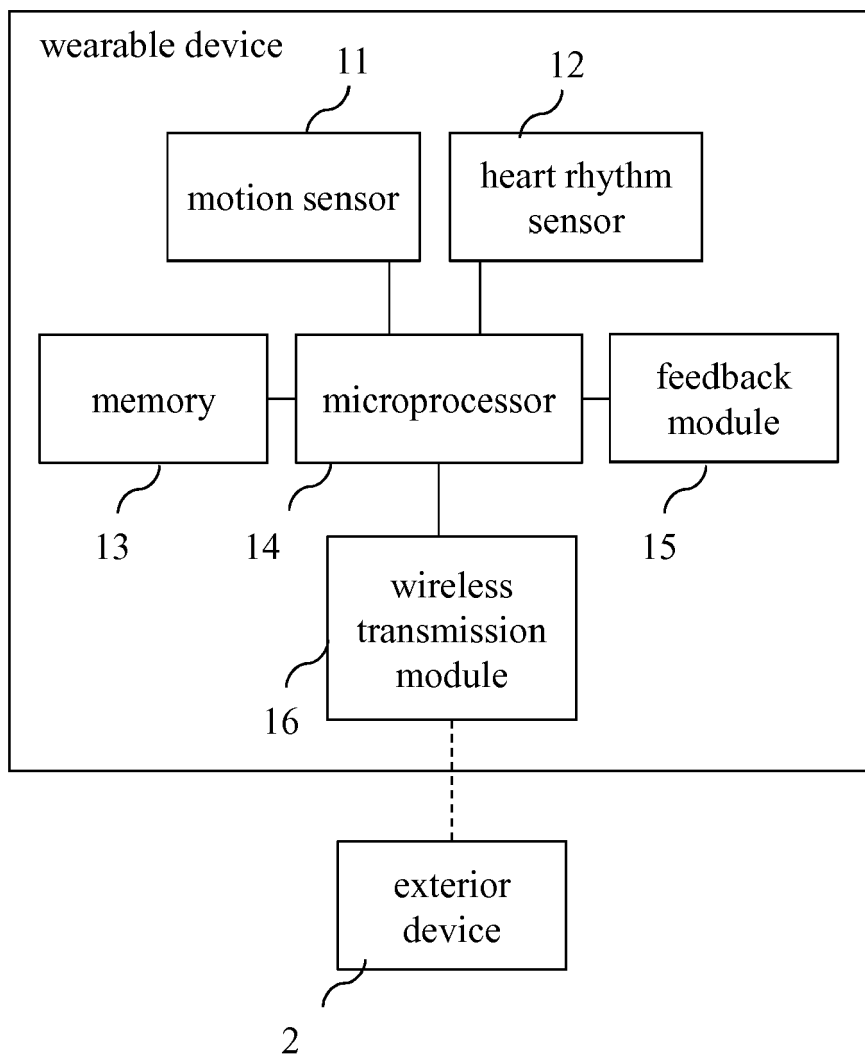 wearable device
11
12
motion sensor
heart rhythm
sensor
memory
microprocessor
feedback
module
13
14
15
wireless
transmission
module
16
exterior
device
2